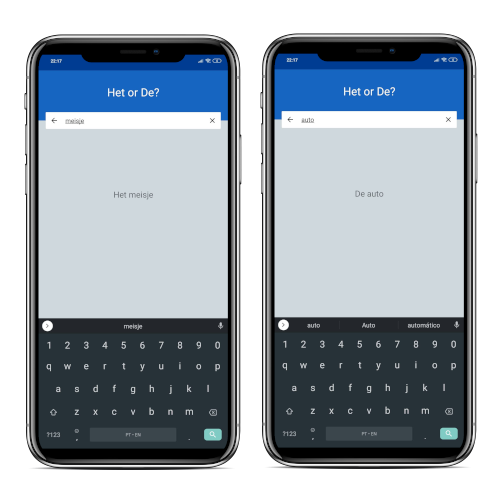 22:17
Het or De?
meisje
Het meisje
meisje
1 2 3 4 5 6 7 8 9 0
q w e r t y u i o p
a s d f g h j k l
z x c v b n m
?123 , PT • EN .
22:17
Het or De?
auto
De auto
auto Auto automático
1 2 3 4 5 6 7 8 9 0
q w e r t y u i o p
a s d f g h j k l
z x c v b n m
?123 , PT • EN .